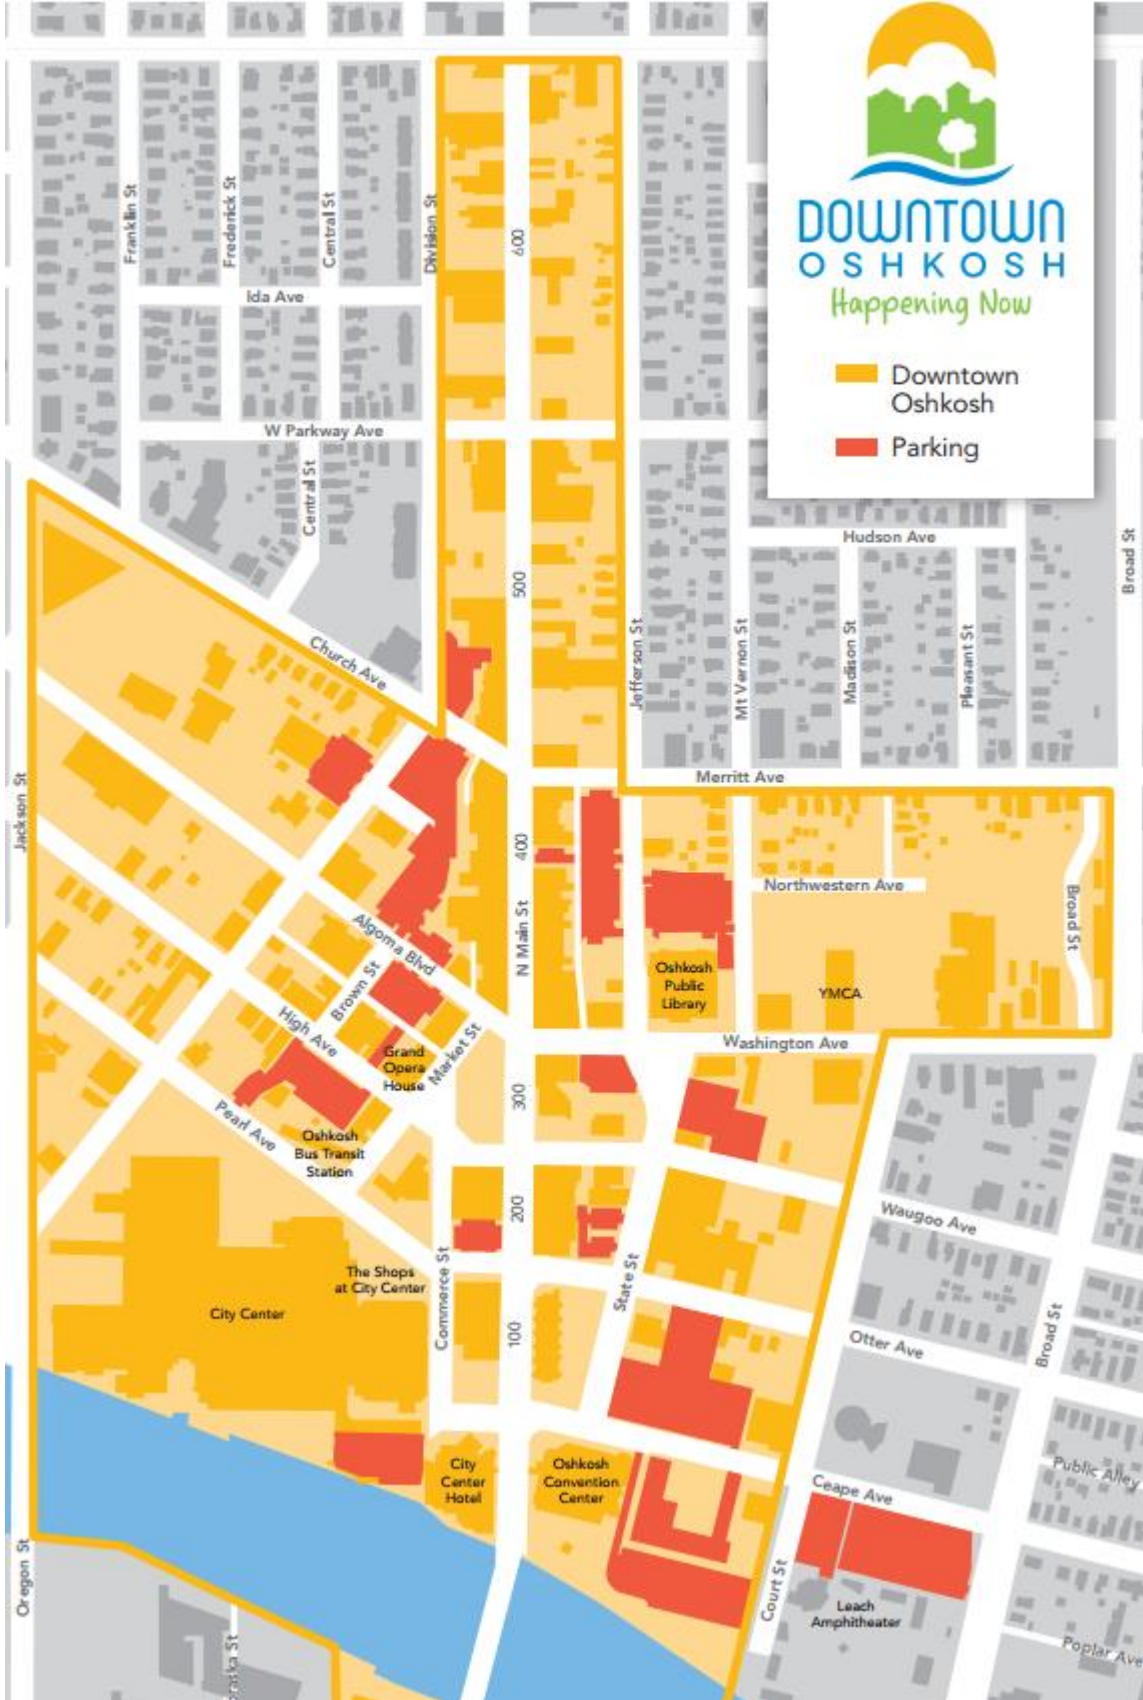 DOWNTOWN
OSHKOSH
Happening Now
Downtown
Oshkosh
Parking
Franklin St
Frederick St
Central St
Division St
600
Ida Ave
W Parkway Ave
Central St
Hudson Ave
Broad St
500
Jefferson St
Mt Vernon St
Madison St
Pleasant St
Church Ave
Merritt Ave
Jackson St
400
Northwestern Ave
Broad St
N Main St
Algoma Blvd
Oshkosh
Public
Library
YMCA
Brown St
High Ave
Grand
Opera
House
Market St
Washington Ave
300
Pearl Ave
Oshkosh
Bus Transit
Station
200
Waugoo Ave
The Shops
at City Center
City Center
Commerce St
State St
100
Otter Ave
Broad St
City
Center
Hotel
Oshkosh
Convention
Center
Public Alley
Ceape Ave
Oregon St
Court St
Leach
Amphitheater
Poplar Ave
raska St